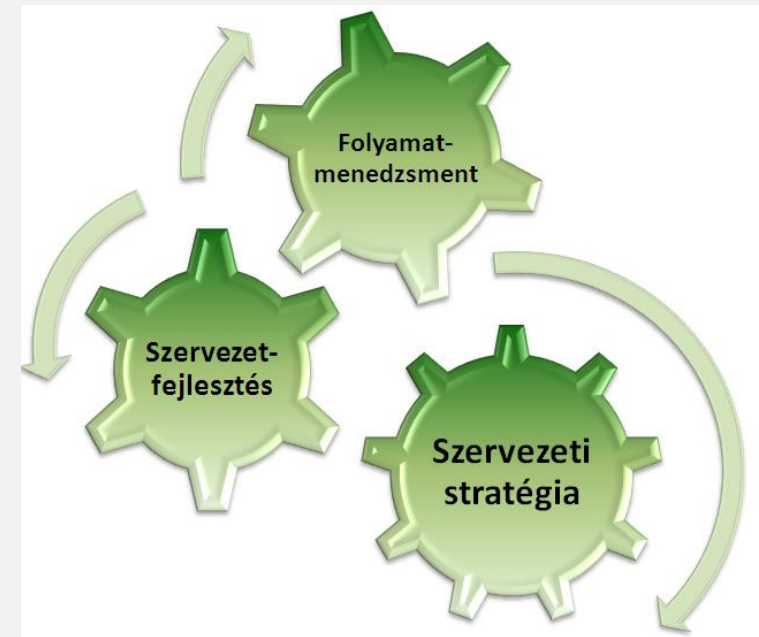 Folyamat-
menedzsment
Szervezet-
fejlesztés
Szervezeti
stratégia